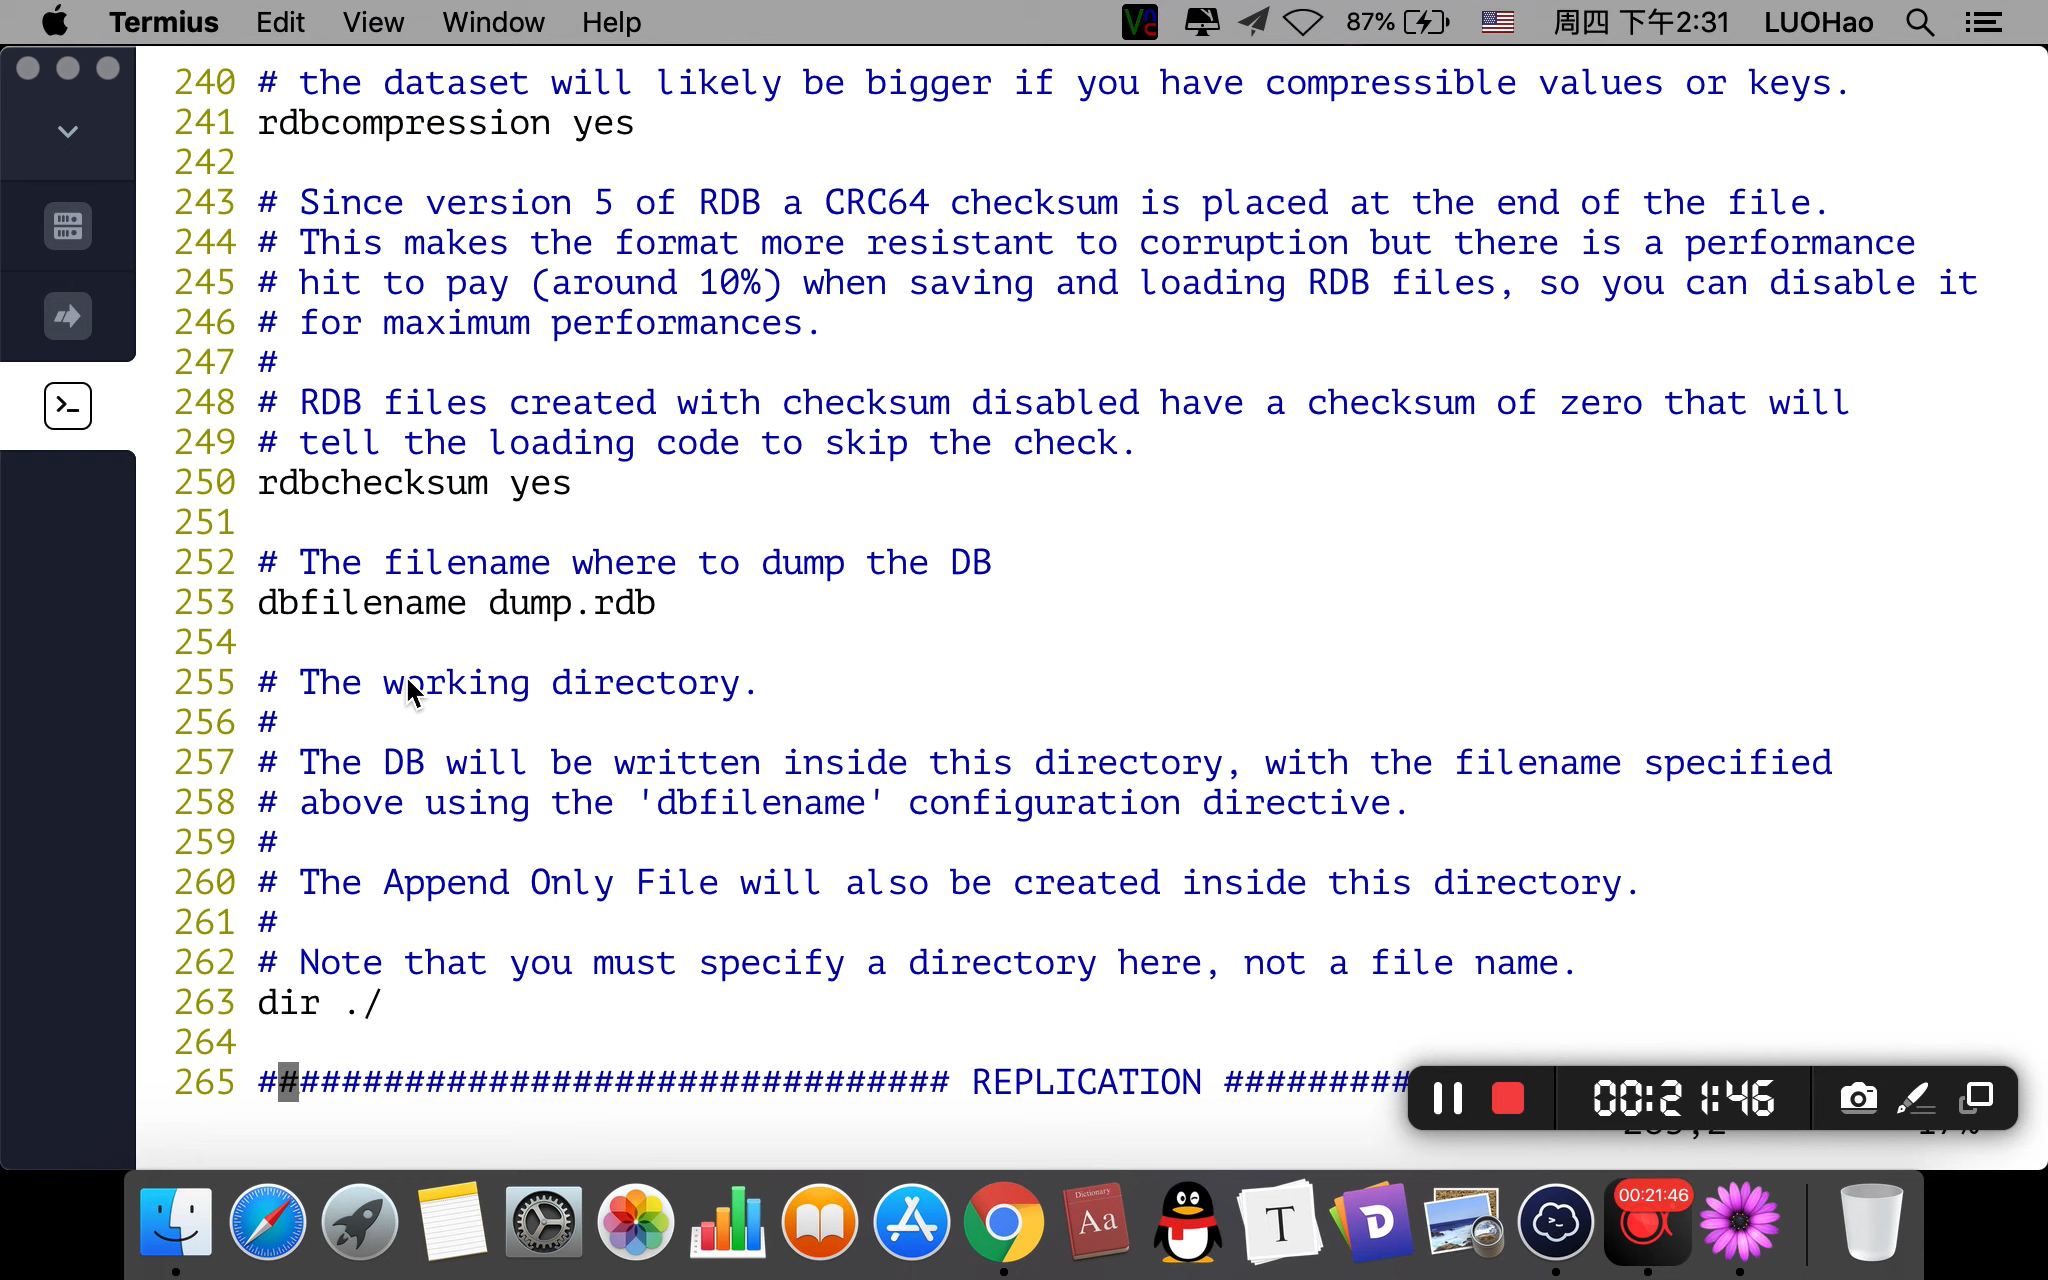 Termius Edit View Window Help 87% 周四 下午2:31 LUOHao
240 # the dataset will likely be bigger if you have compressible values or keys.
241 rdbcompression yes
242
243 # Since version 5 of RDB a CRC64 checksum is placed at the end of the file.
244 # This makes the format more resistant to corruption but there is a performance
245 # hit to pay (around 10%) when saving and loading RDB files, so you can disable it
246 # for maximum performances.
247 #
248 # RDB files created with checksum disabled have a checksum of zero that will
249 # tell the loading code to skip the check.
250 rdbchecksum yes
251
252 # The filename where to dump the DB
253 dbfilename dump.rdb
254
255 # The working directory.
256 #
257 # The DB will be written inside this directory, with the filename specified
258 # above using the 'dbfilename' configuration directive.
259 #
260 # The Append Only File will also be created inside this directory.
261 #
262 # Note that you must specify a directory here, not a file name.
263 dir ./
264
265 ################################# REPLICATION #########
00:21:46
Dictionary
Aa
T
D
00:21:46